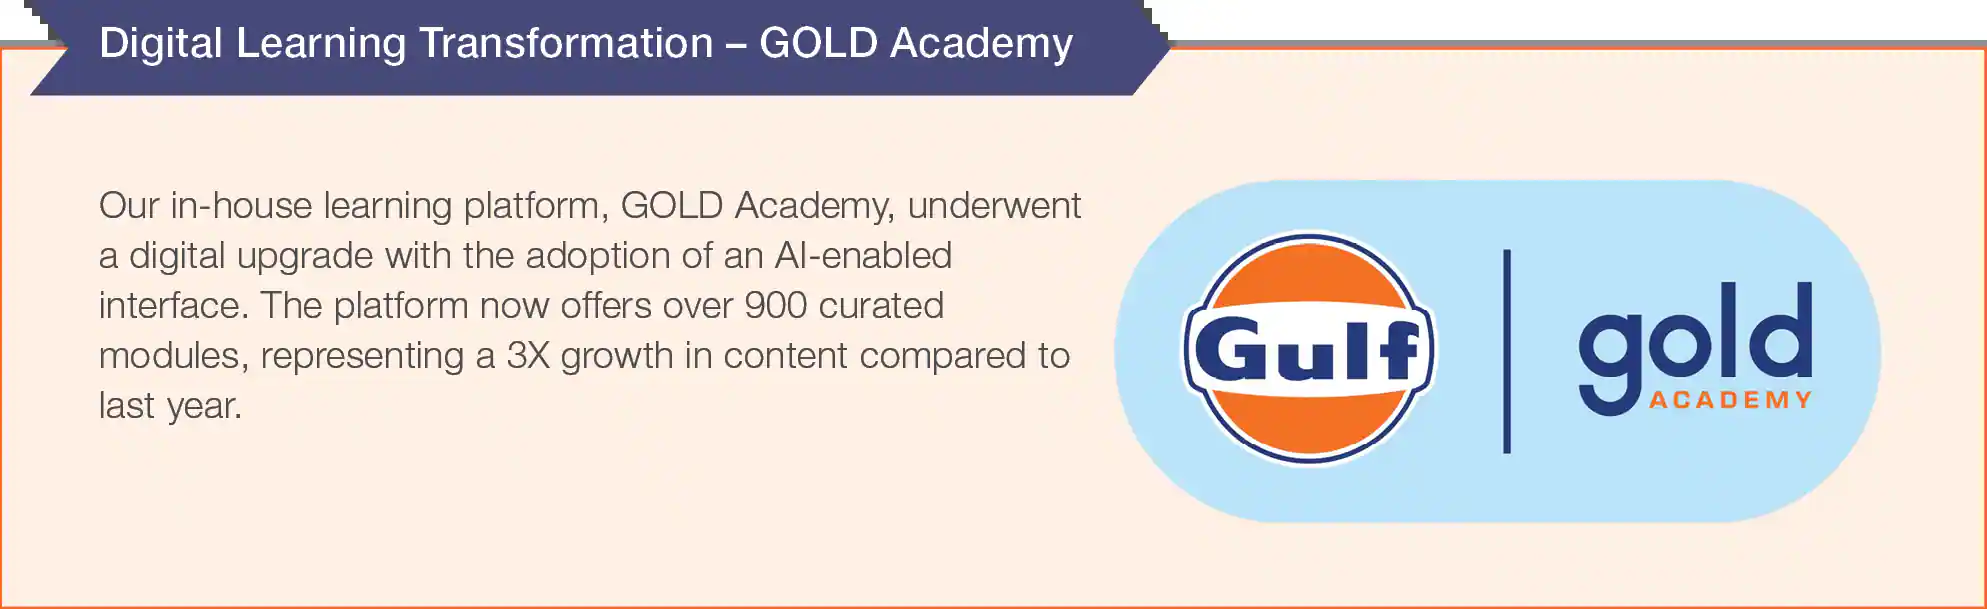 Digital Learning Transformation – GOLD Academy
Our in-house learning platform, GOLD Academy, underwent
a digital upgrade with the adoption of an AI-enabled
interface. The platform now offers over 900 curated
modules, representing a 3X growth in content compared to
last year.
Gulf
gold
ACADEMY